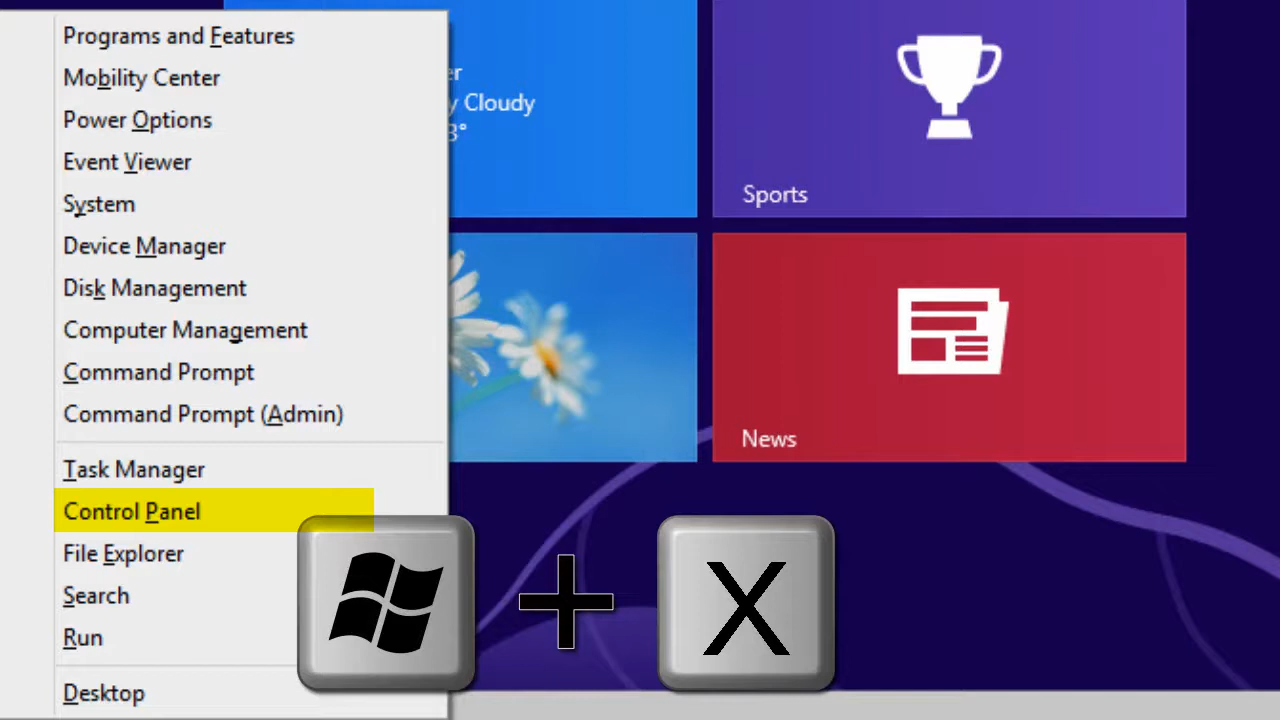 Programs and Features
Mobility Center
Power Options
Event Viewer
System
Device Manager
Disk Management
Computer Management
Command Prompt
Command Prompt (Admin)
Task Manager
Control Panel
File Explorer
Search
Run
Desktop
Cloudy
Sports
News
+
X